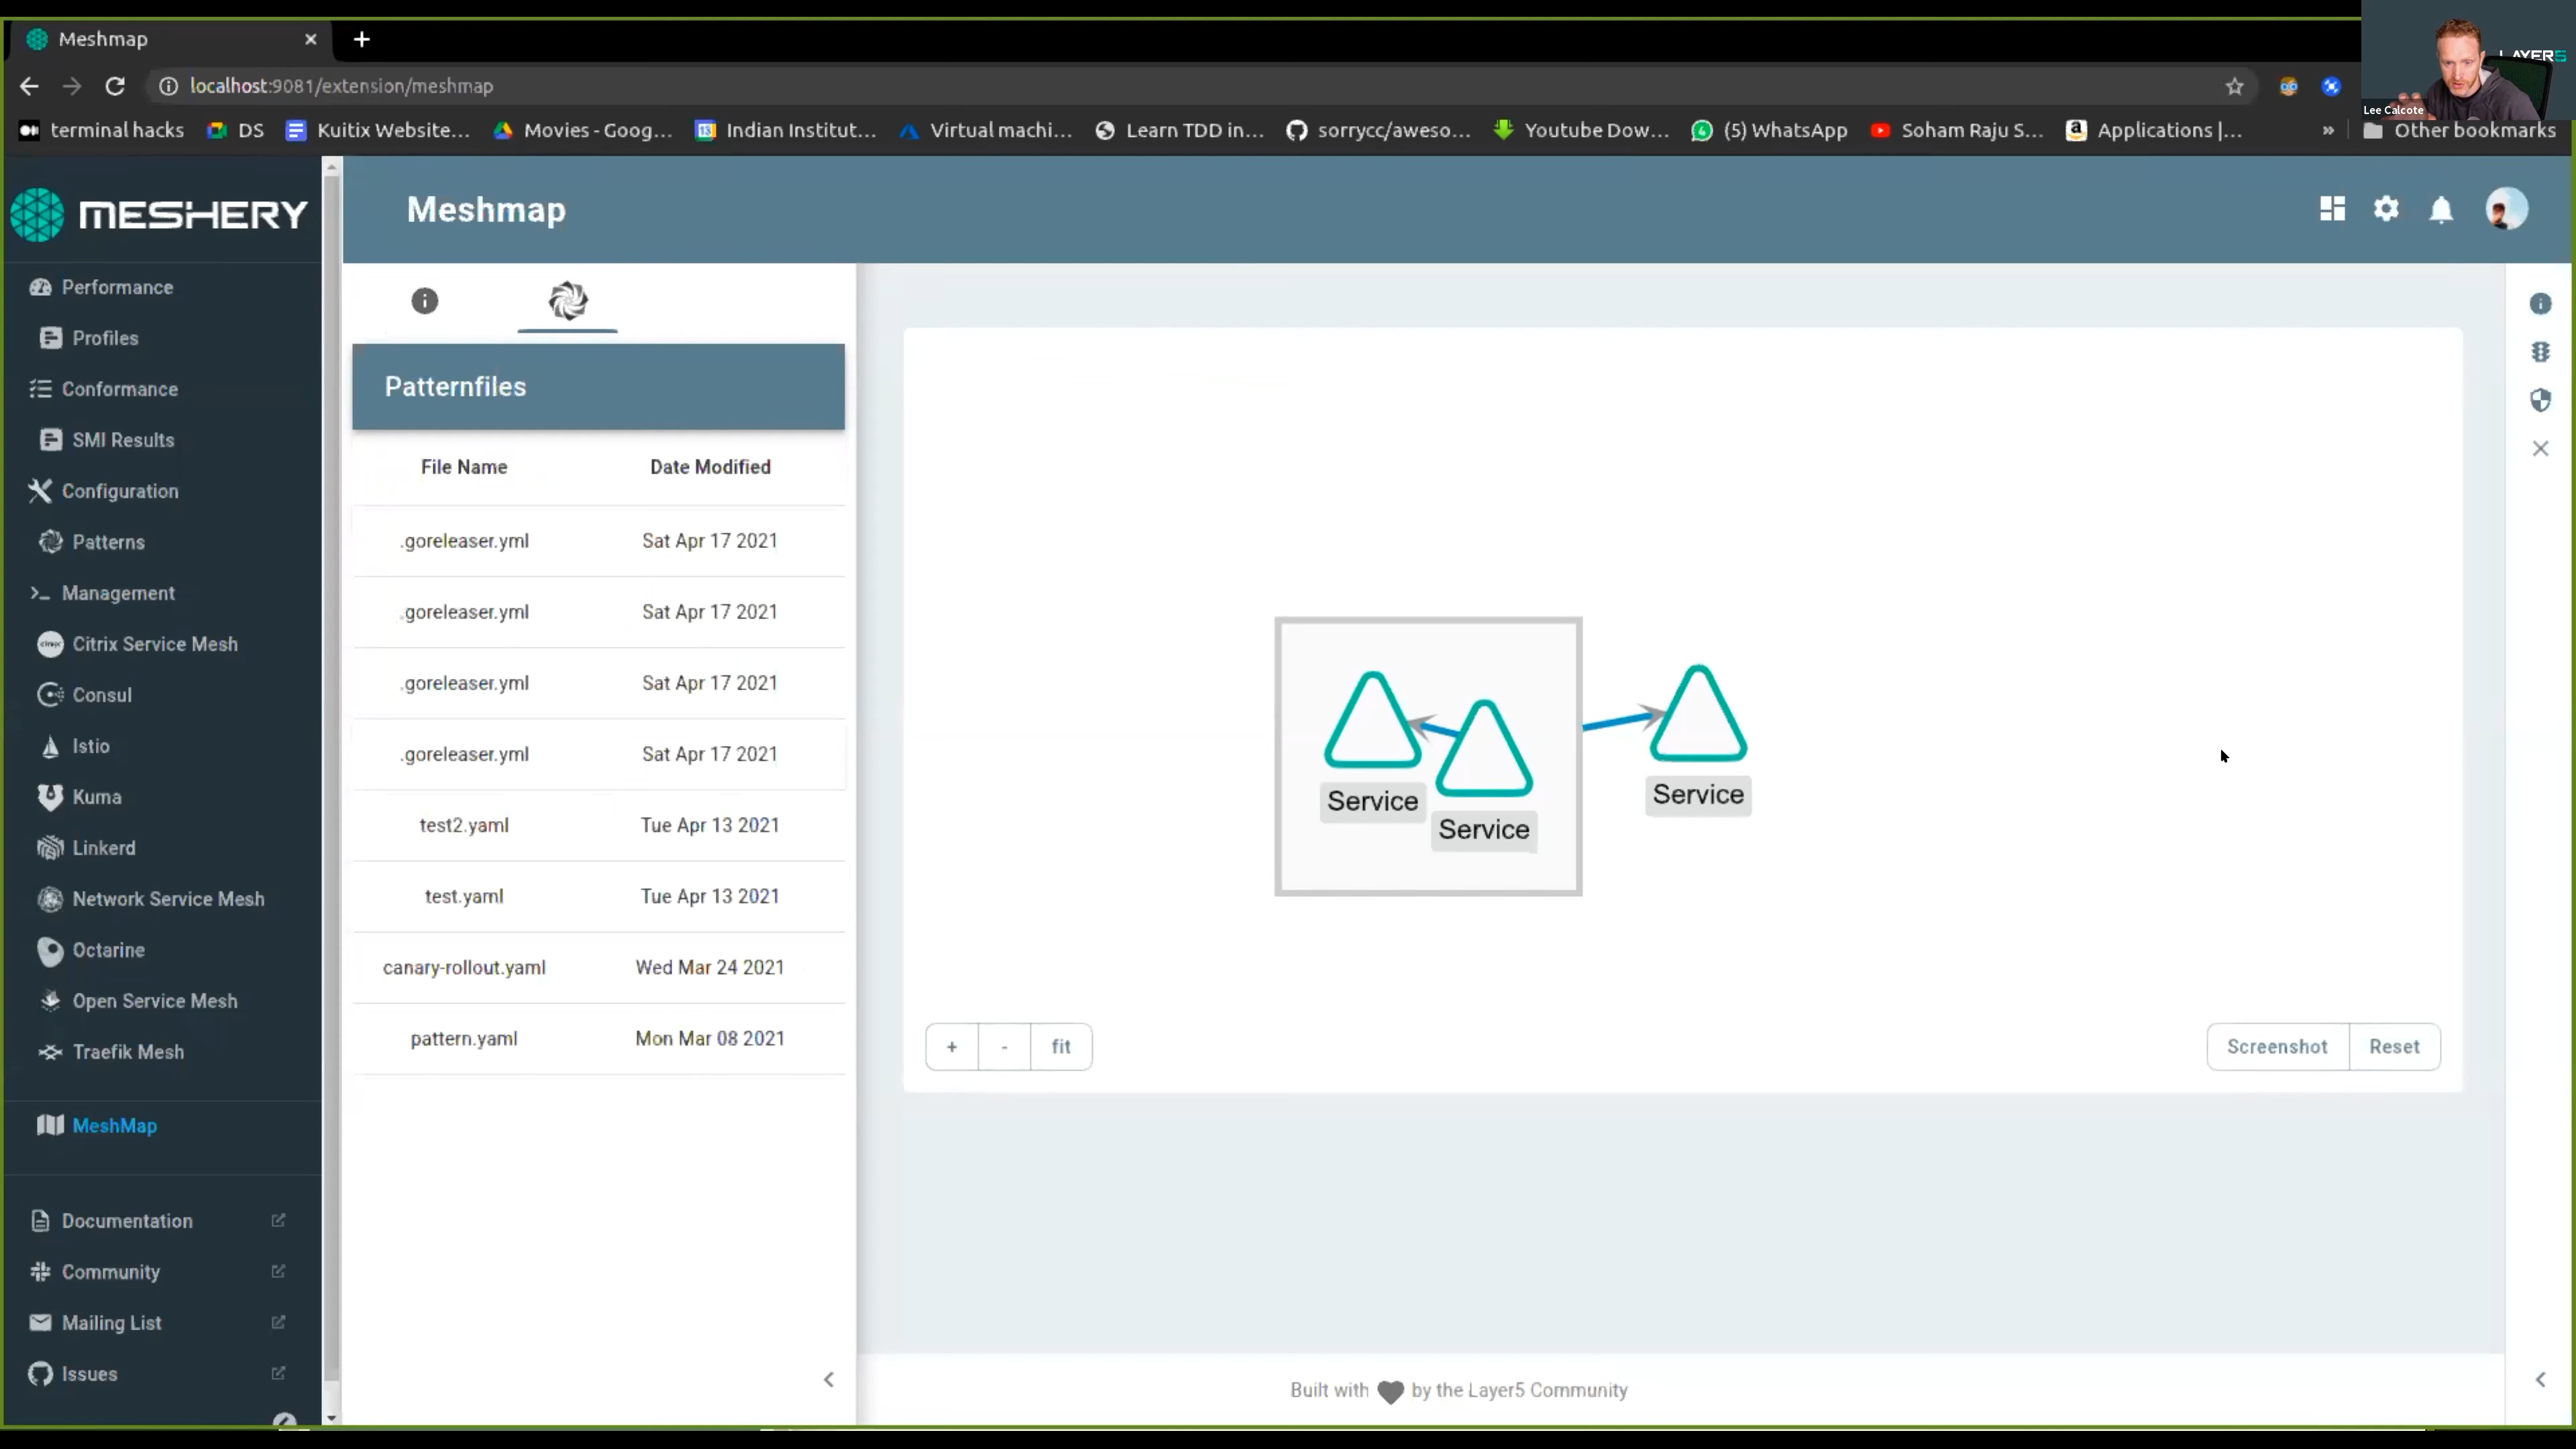 Meshmap
localhost:9081/extension/meshmap
LAYER5
Lee Calcote
terminal hacks
DS
Kuitix Website...
Movies - Goog...
Indian Institut...
Virtual machi...
Learn TDD in...
sorrycc/aweso...
Youtube Dow...
(5) WhatsApp
Soham Raju S...
Applications |...
»
Other bookmarks
MESHERY
Meshmap
Performance
Profiles
Conformance
SMI Results
Configuration
Patterns
Management
Citrix Service Mesh
Consul
Istio
Kuma
Linkerd
Network Service Mesh
Octarine
Open Service Mesh
Traefik Mesh
MeshMap
Documentation
Community
Mailing List
Issues
Patternfiles
File Name Date Modified
.goreleaser.yml Sat Apr 17 2021
.goreleaser.yml Sat Apr 17 2021
.goreleaser.yml Sat Apr 17 2021
.goreleaser.yml Sat Apr 17 2021
test2.yaml Tue Apr 13 2021
test.yaml Tue Apr 13 2021
canary-rollout.yaml Wed Mar 24 2021
pattern.yaml Mon Mar 08 2021
Service
Service
Service
+ - fit
Screenshot Reset
Built with by the Layer5 Community